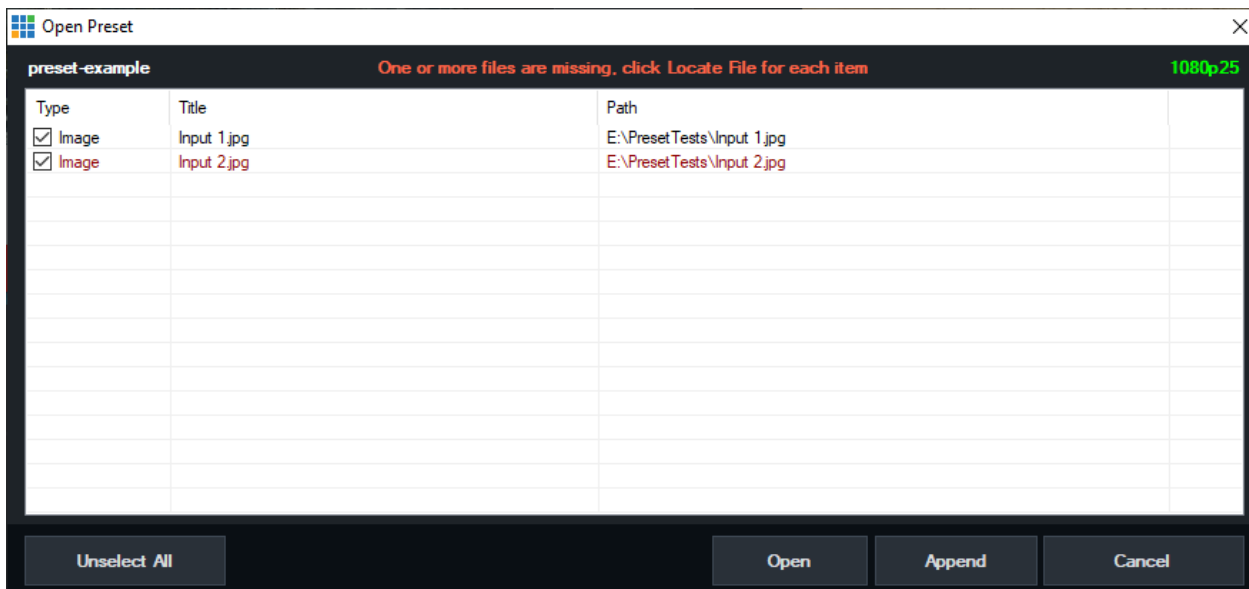 Open Preset
preset-example One or more files are missing, click Locate File for each item 1080p25
Type Title Path
Image Input 1.jpg E:\PresetTests\Input 1.jpg
Image Input 2.jpg E:\PresetTests\Input 2.jpg
Unselect All Open Append Cancel